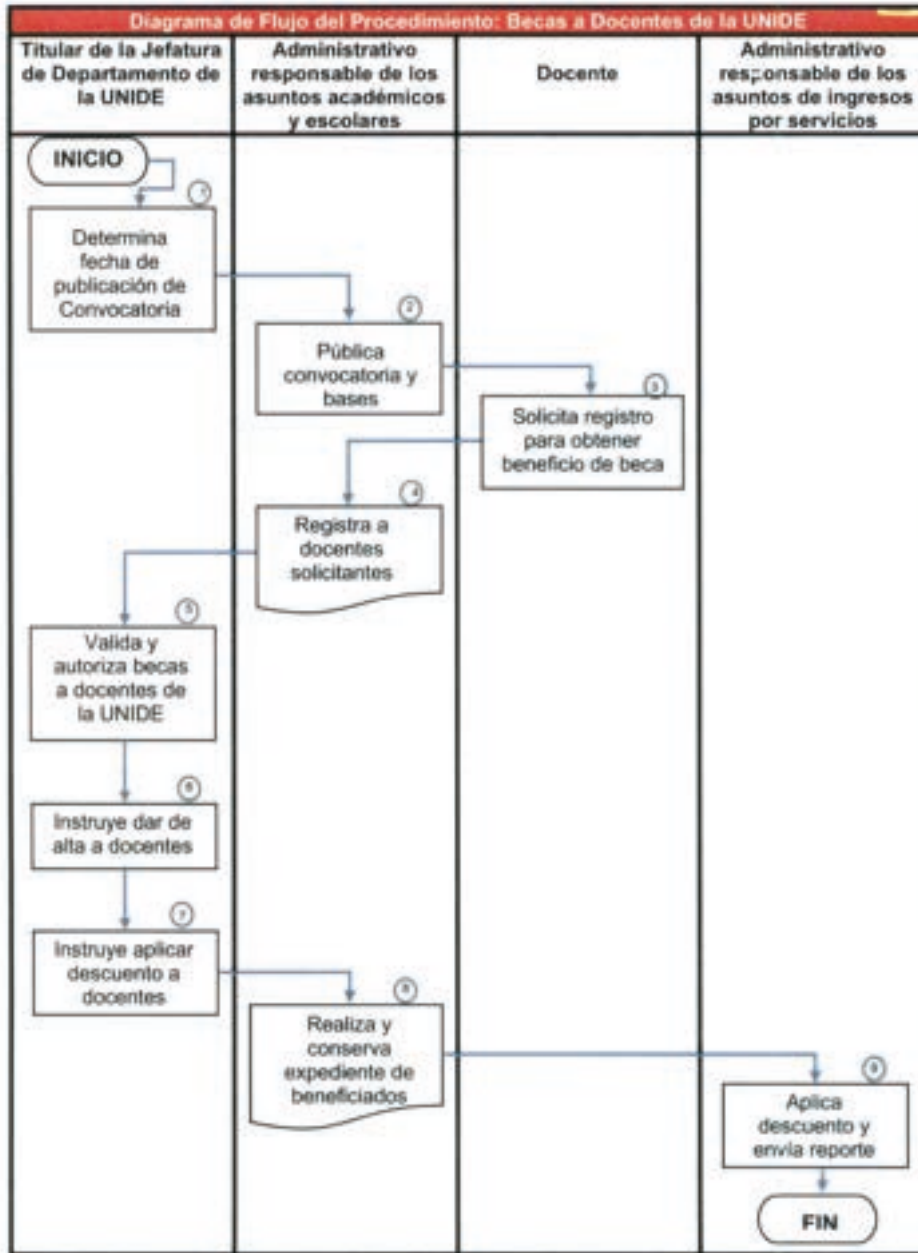 Diagrama de Flujo del Procedimiento: Becas a Docentes de la UNIDE
Titular de la Jefatura
de Departamento de
la UNIDE
Administrativo
responsable de los
asuntos académicos
y escolares
Docente
Administrativo
responsable de los
asuntos de ingresos
por servicios
INICIO
1
Determina
fecha de
publicación de
Convocatoria
2
Pública
convocatoria y
bases
3
Solicita registro
para obtener
beneficio de beca
4
Registra a
docentes
solicitantes
5
Valida y
autoriza becas
a docentes de
la UNIDE
6
Instruye dar de
alta a docentes
7
Instruye aplicar
descuento a
docentes
8
Realiza y
conserva
expediente de
beneficiados
9
Aplica
descuento y
envía reporte
FIN